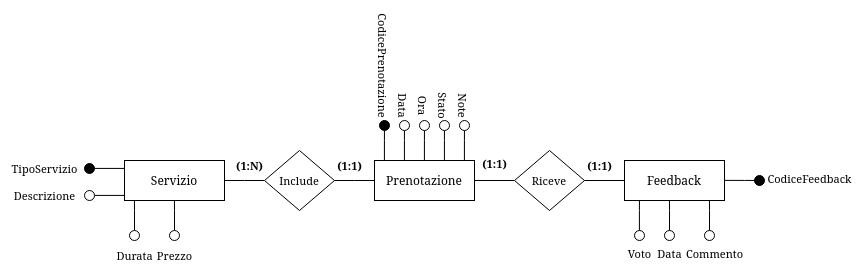 CodicePrenotazione
Data
Ora
Stato
Note
TipoServizio
Descrizione
Servizio
(1:N)
Include
(1:1)
Prenotazione
(1:1)
Riceve
(1:1)
Feedback
CodiceFeedback
Durata
Prezzo
Voto
Data
Commento